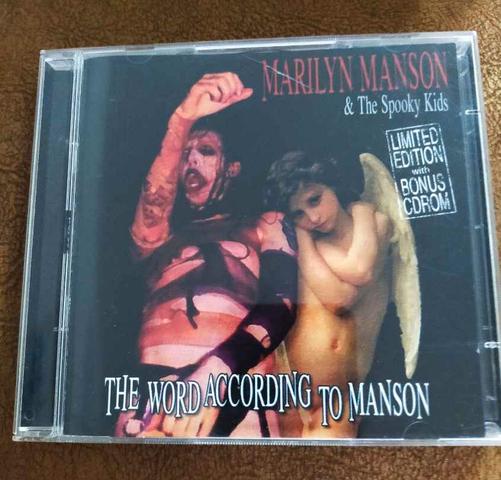 MARILYN MANSON
& The Spooky Kids
LIMITED
EDITION
with
BONUS
CDROM
THE WORD ACCORDING TO MANSON